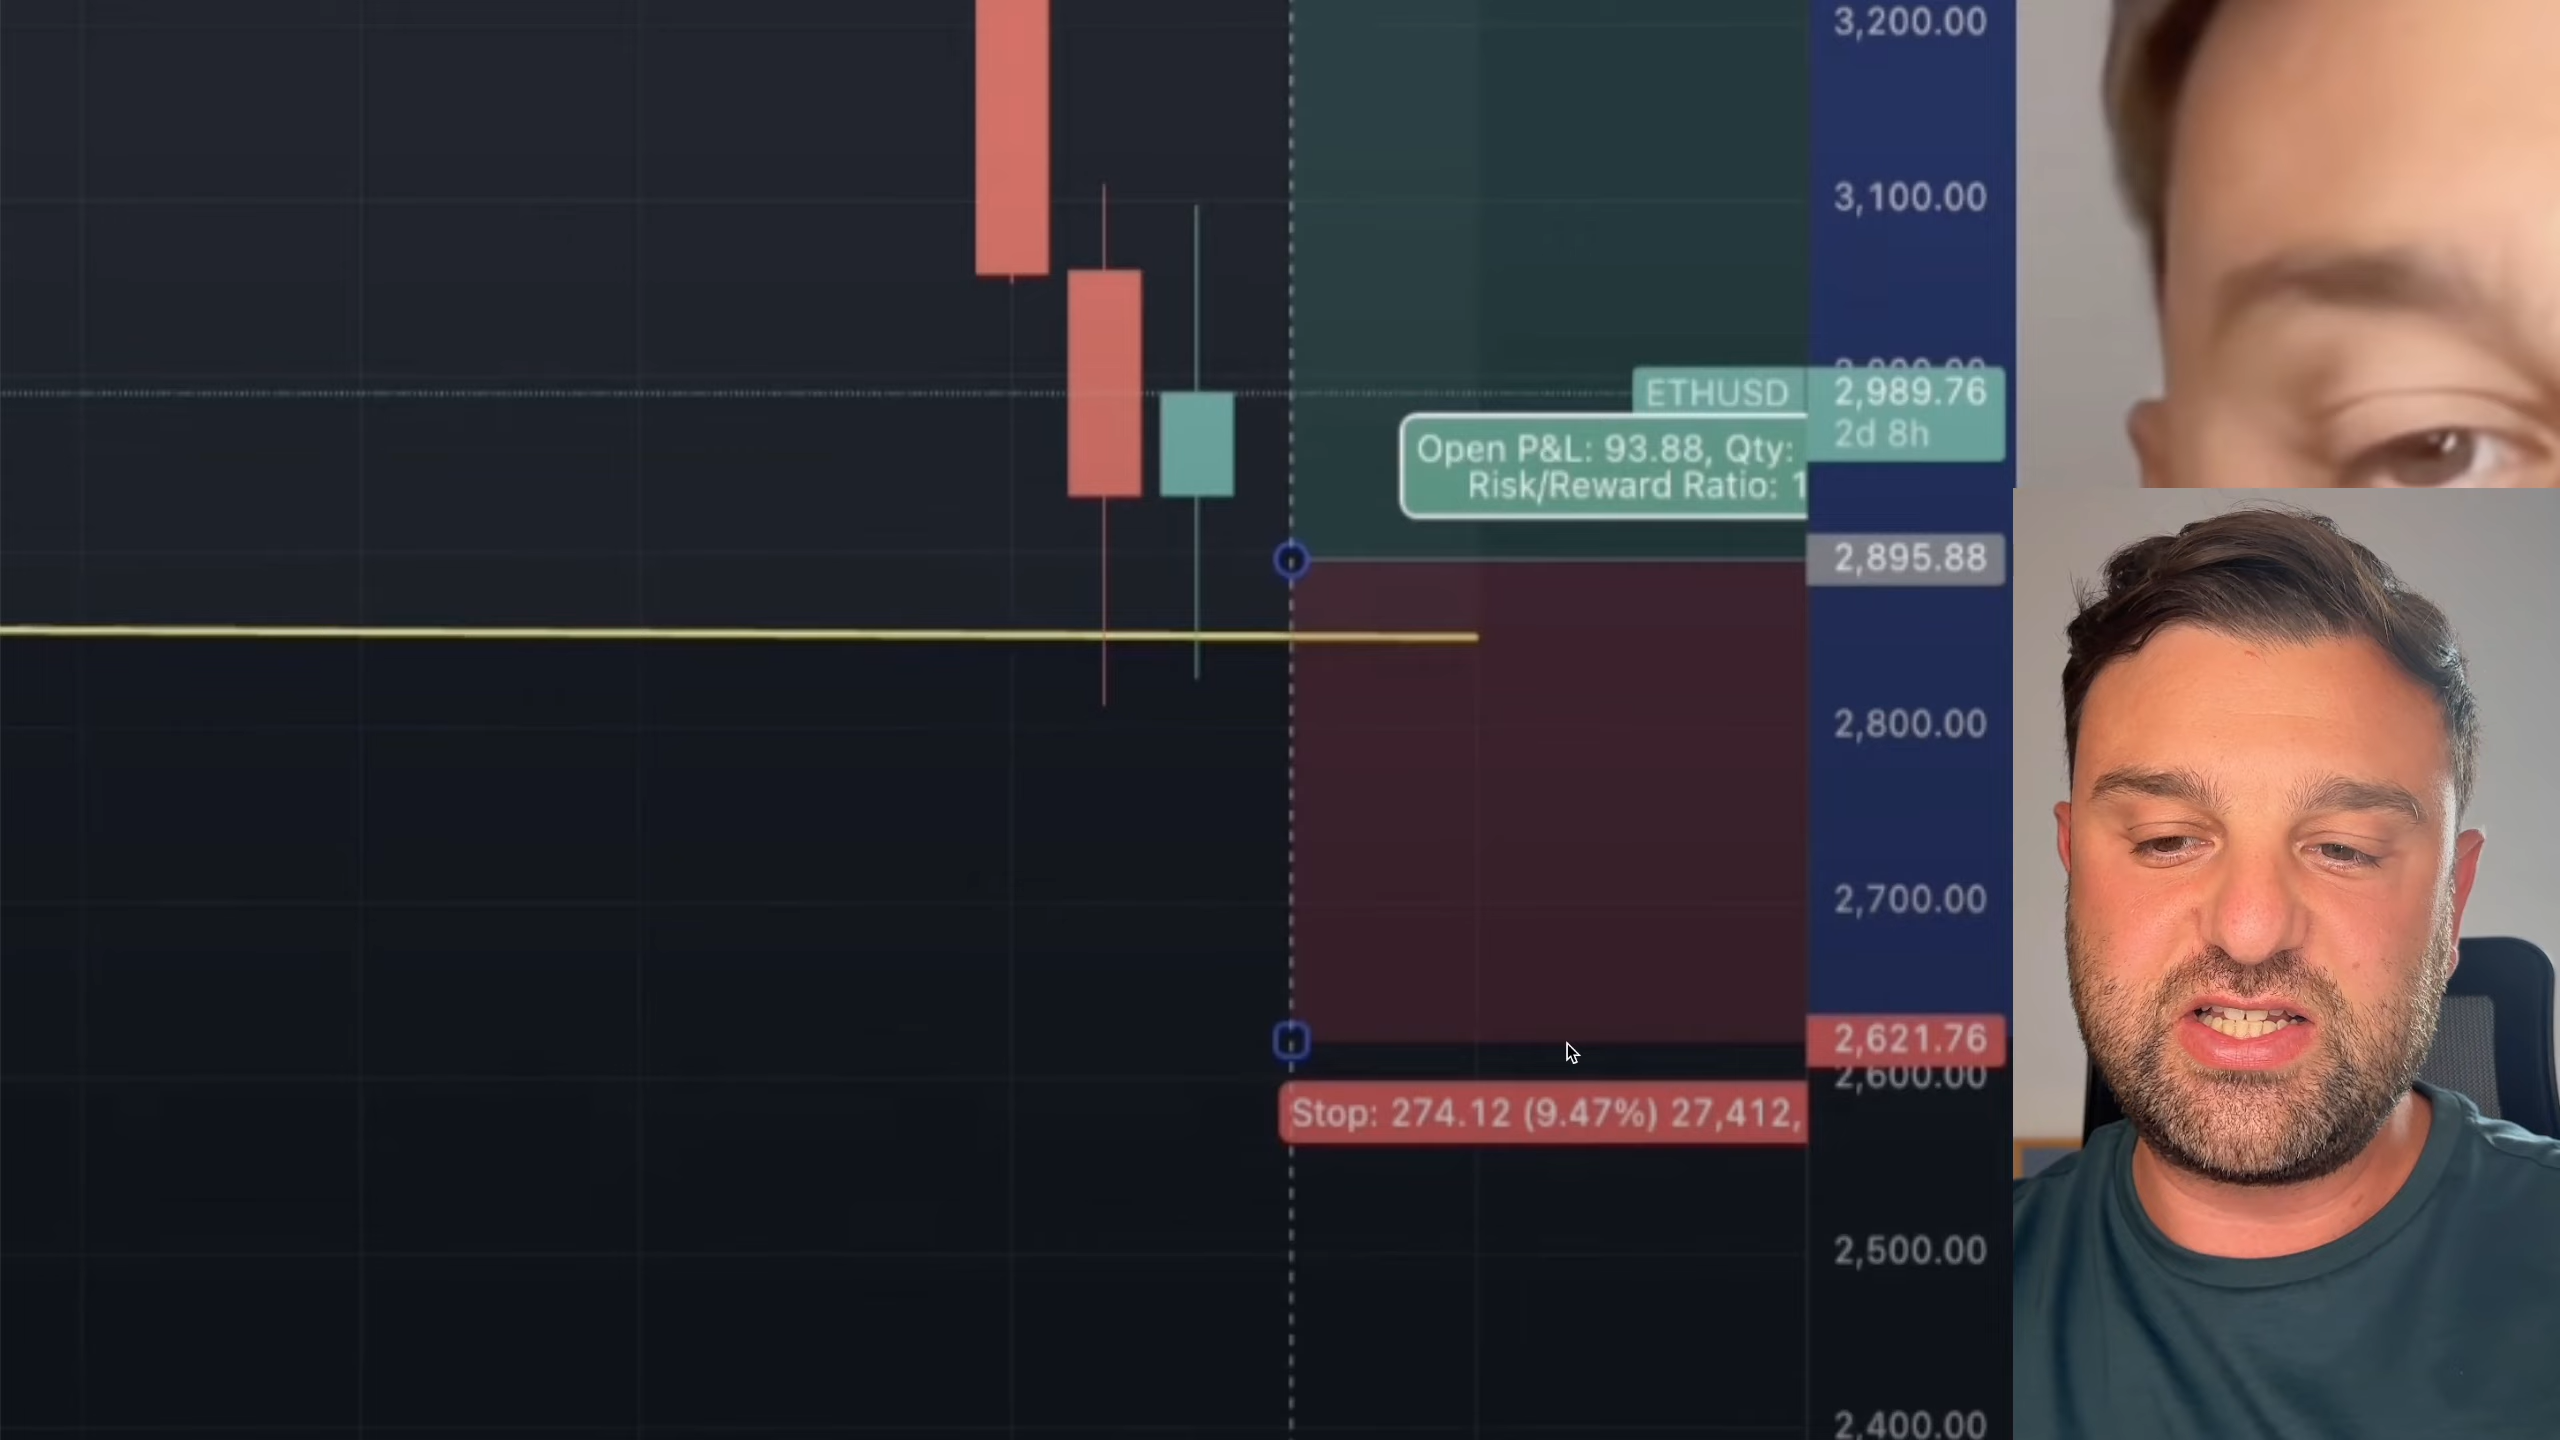 3,200.00
3,100.00
ETHUSD 2,989.76
2d 8h
Open P&L: 93.88, Qty:
Risk/Reward Ratio: 1
2,895.88
2,800.00
2,700.00
2,621.76
2,600.00
Stop: 274.12 (9.47%) 27,412,
2,500.00
2,400.00